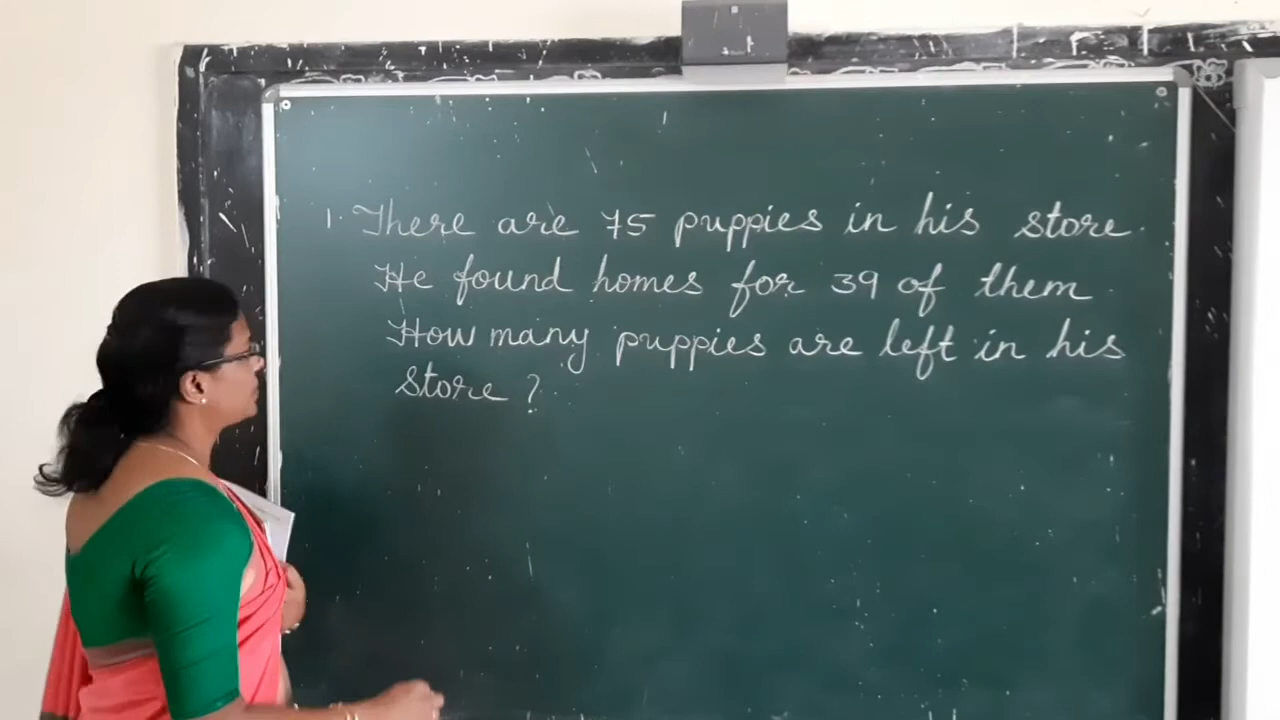 1. There are 75 puppies in his store.
He found homes for 39 of them.
How many puppies are left in his
store ?